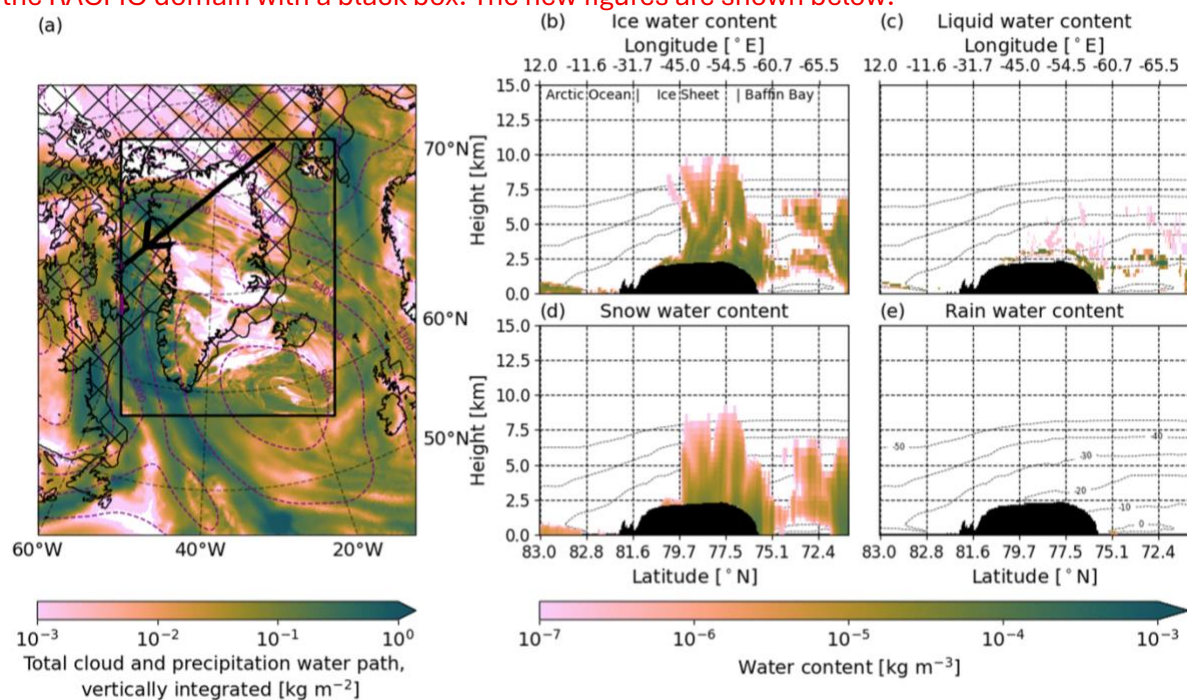 the RACMO domain with a black box. The new figures are shown below:
(a)
(b) Ice water content
Longitude [°E]
12.0 -11.6 -31.7 -45.0 -54.5 -60.7 -65.5
Arctic Ocean | Ice Sheet | Baffin Bay
15.0
12.5
10.0
7.5
5.0
2.5
0.0
Height [km]
(c) Liquid water content
Longitude [°E]
12.0 -11.6 -31.7 -45.0 -54.5 -60.7 -65.5
70°N
60°N
50°N
60°W 40°W 20°W
(d) Snow water content
15.0
12.5
10.0
7.5
5.0
2.5
0.0
Height [km]
83.0 82.8 81.6 79.7 77.5 75.1 72.4
Latitude [°N]
(e) Rain water content
-50
-40
-30
-20
-10
0
83.0 82.8 81.6 79.7 77.5 75.1 72.4
Latitude [°N]
10⁻³ 10⁻² 10⁻¹ 10⁰
Total cloud and precipitation water path,
vertically integrated [kg m⁻²]
10⁻⁷ 10⁻⁶ 10⁻⁵ 10⁻⁴ 10⁻³
Water content [kg m⁻³]